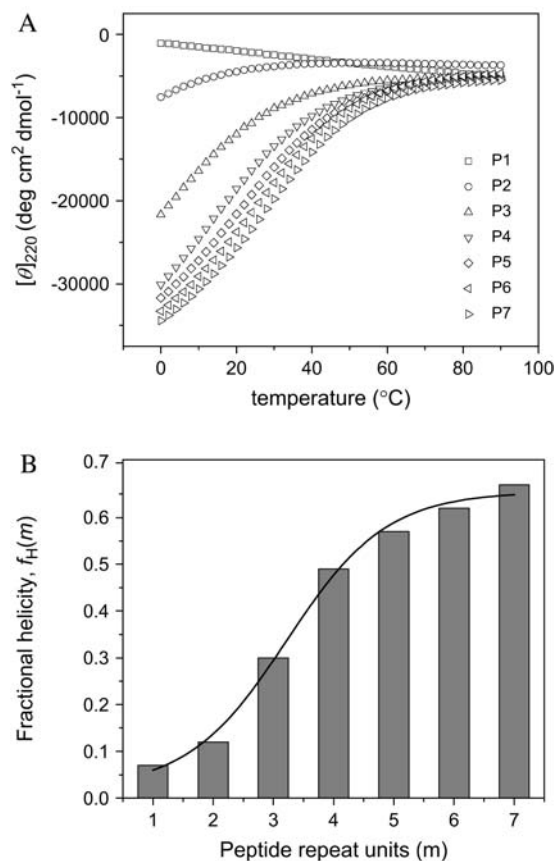 A
0
-10000
-20000
-30000
[θ]220 (deg cm2 dmol-1)
P1
P2
P3
P4
P5
P6
P7
0 20 40 60 80 100
temperature (°C)
B
0.7
0.6
0.5
0.4
0.3
0.2
0.1
0.0
Fractional helicity, fH(m)
1 2 3 4 5 6 7
Peptide repeat units (m)